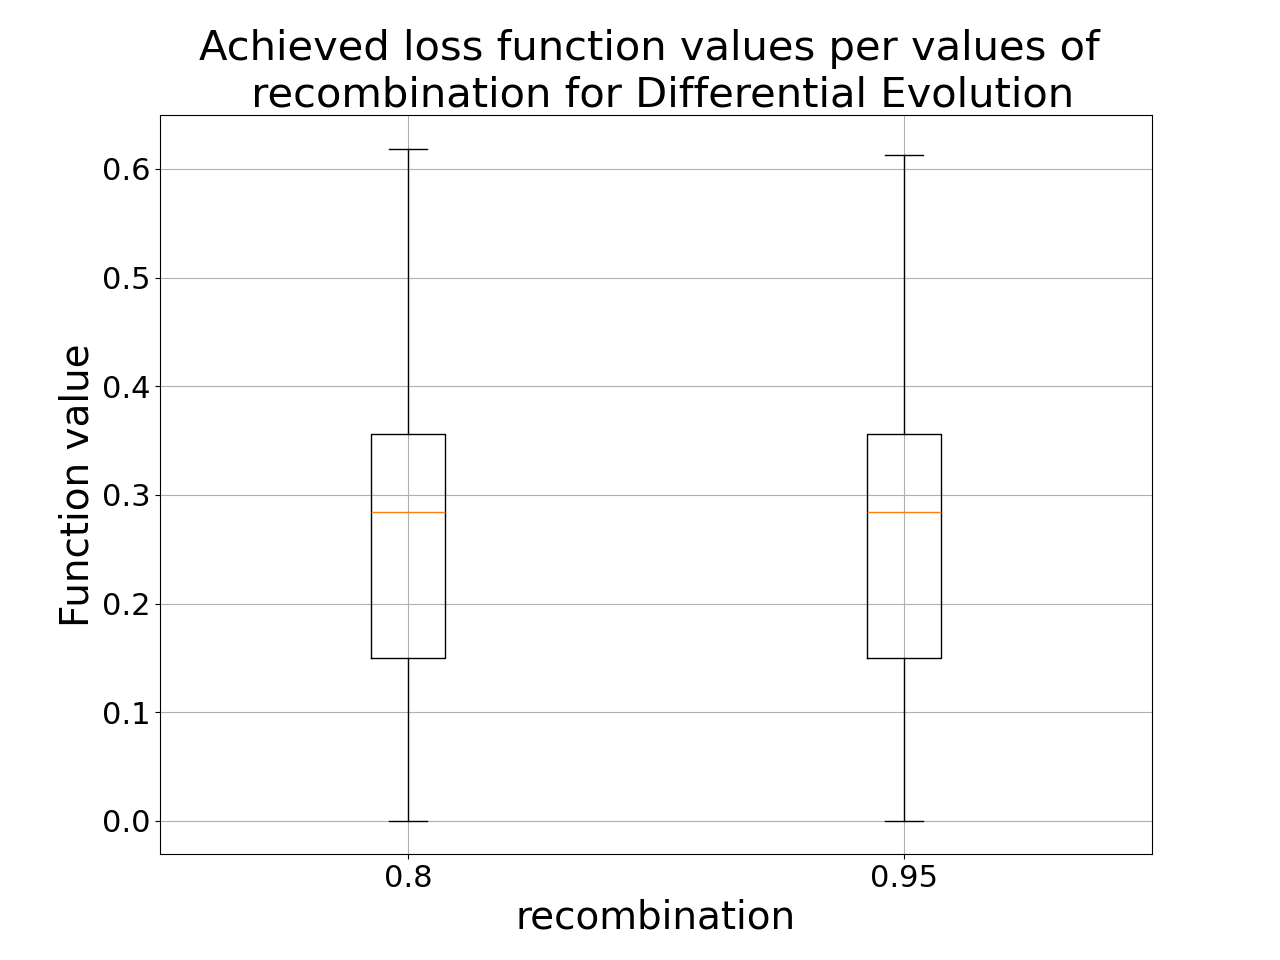 Achieved loss function values per values of
recombination for Differential Evolution
Function value
0.6
0.5
0.4
0.3
0.2
0.1
0.0
0.8 0.95
recombination